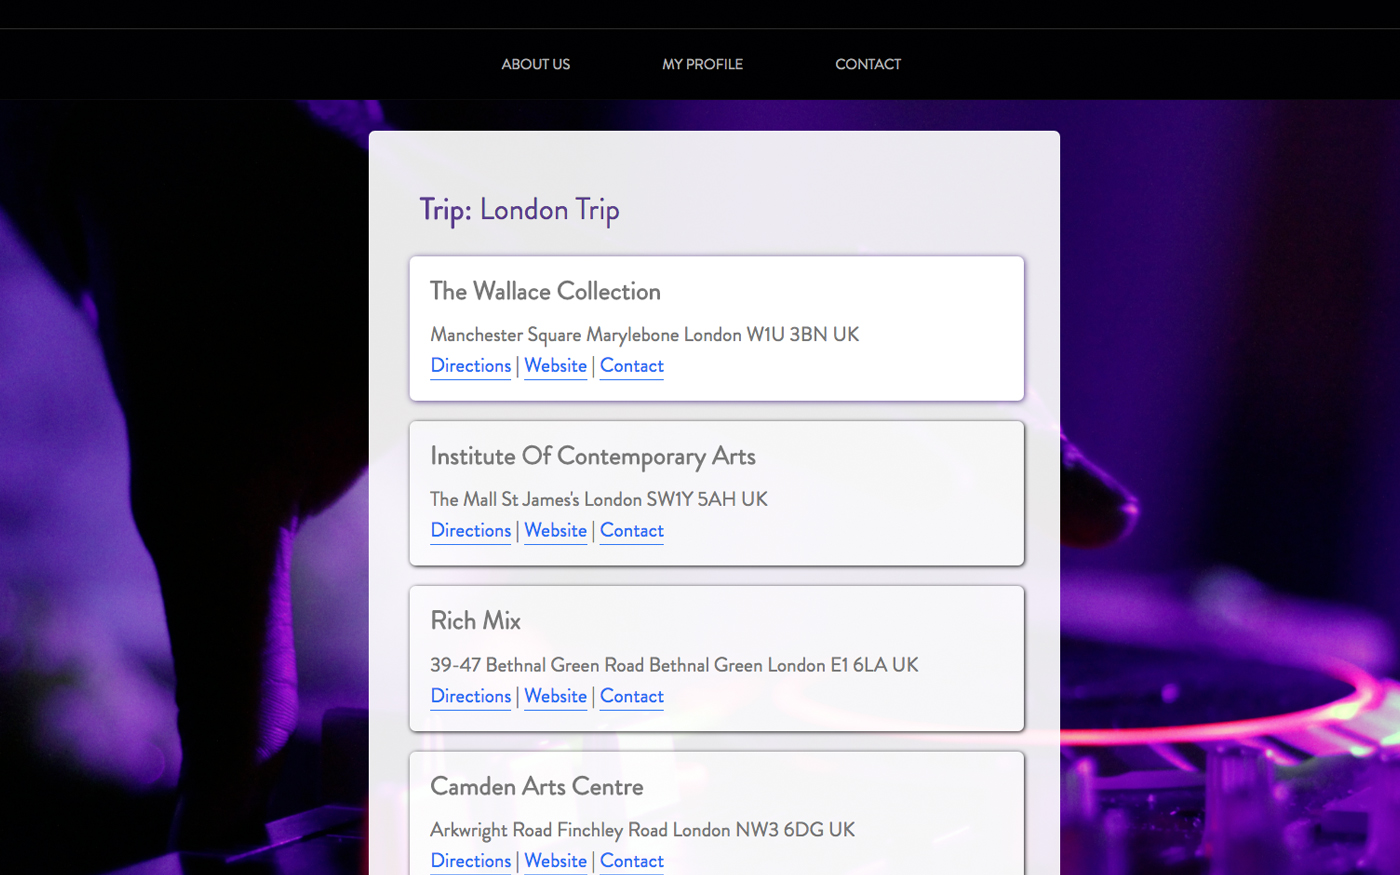 ABOUT US MY PROFILE CONTACT
Trip: London Trip
The Wallace Collection
Manchester Square Marylebone London W1U 3BN UK
Directions | Website | Contact
Institute Of Contemporary Arts
The Mall St James's London SW1Y 5AH UK
Directions | Website | Contact
Rich Mix
39-47 Bethnal Green Road Bethnal Green London E1 6LA UK
Directions | Website | Contact
Camden Arts Centre
Arkwright Road Finchley Road London NW3 6DG UK
Directions | Website | Contact